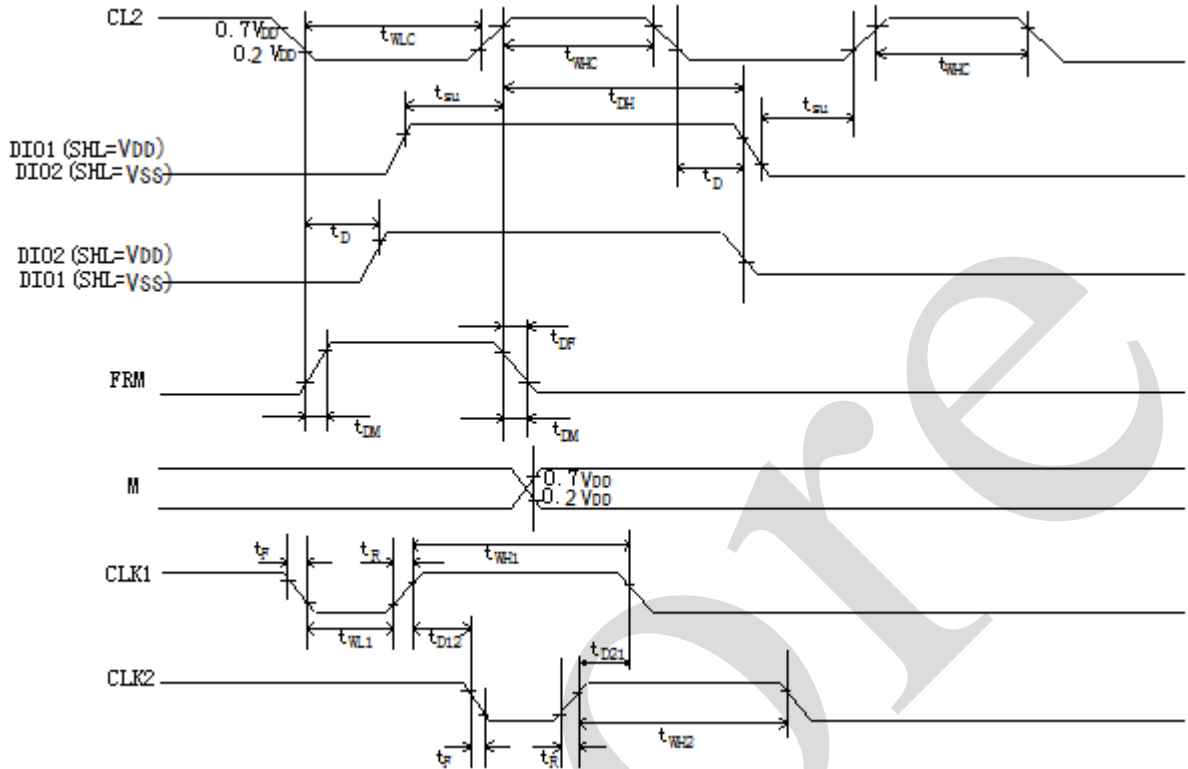 CL2
0.7VDD
0.2 VDD
tWLC
tWHC
tWHC
tsu
tDH
tsu
DIO1(SHL=VDD)
DIO2(SHL=VSS)
tD
tD
DIO2(SHL=VDD)
DIO1(SHL=VSS)
tDF
FRM
tDM
tDM
M
0.7VDD
0.2VDD
tF
tR
tWH1
CLK1
tWL1
tD12
tD21
CLK2
tWH2
tF
tR
ore